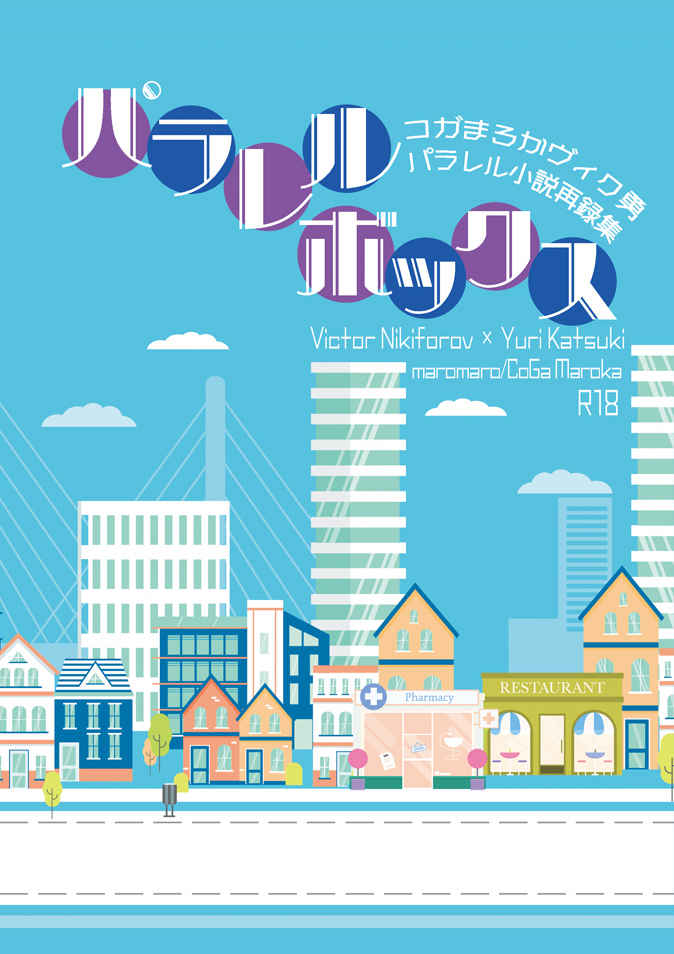 パラレル
ボックス
コガまろかヴィク勇
パラレル小説再録集
Victor Nikiforov × Yuri Katsuki
maromaro/CoGa Maroka
R18
Pharmacy
RESTAURANT